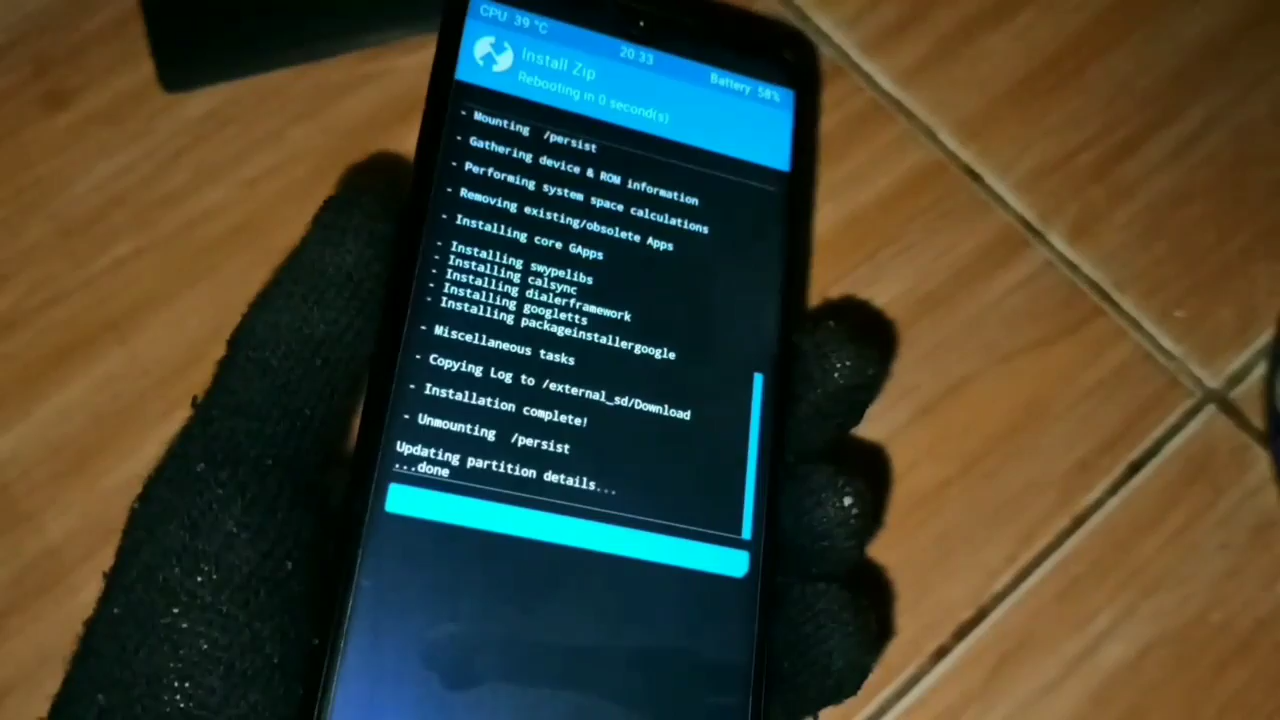 CPU 39 °C 20:33 Battery 58%
Install Zip
Rebooting in 0 second(s)
- Mounting /persist
- Gathering device & ROM information
- Performing system space calculations
- Removing existing/obsolete Apps
- Installing core GApps
- Installing swypelibs
- Installing calsync
- Installing dialerframework
- Installing googletts
- Installing packageinstallergoogle
- Miscellaneous tasks
- Copying Log to /external_sd/Download
- Installation complete!
- Unmounting /persist
Updating partition details...
...done